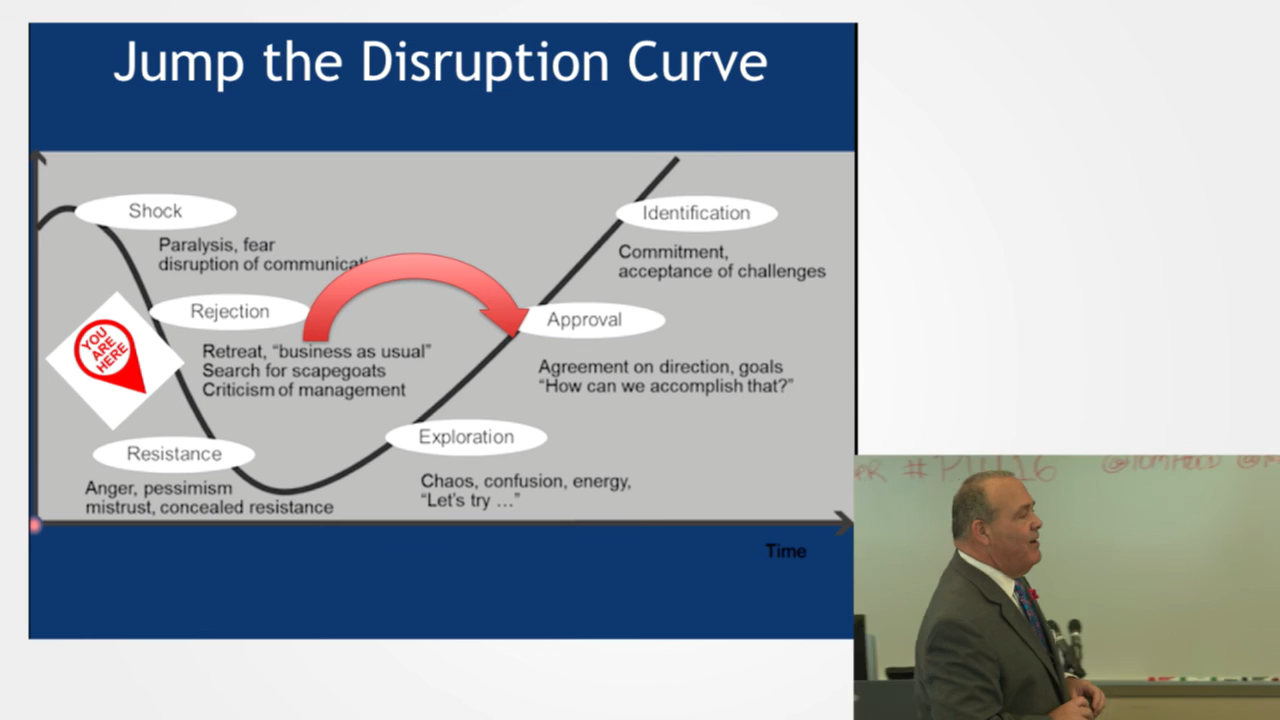 Jump the Disruption Curve
Shock
Paralysis, fear
disruption of
Rejection
Retreat, “business as usual”
Search for scapegoats
Criticism of management
YOU
ARE
HERE
Resistance
Anger, pessimism
mistrust, concealed resistance
Exploration
Chaos, confusion, energy,
“Let’s try …”
Approval
Agreement on direction, goals
“How can we accomplish that?”
Identification
Commitment,
acceptance of challenges
Time